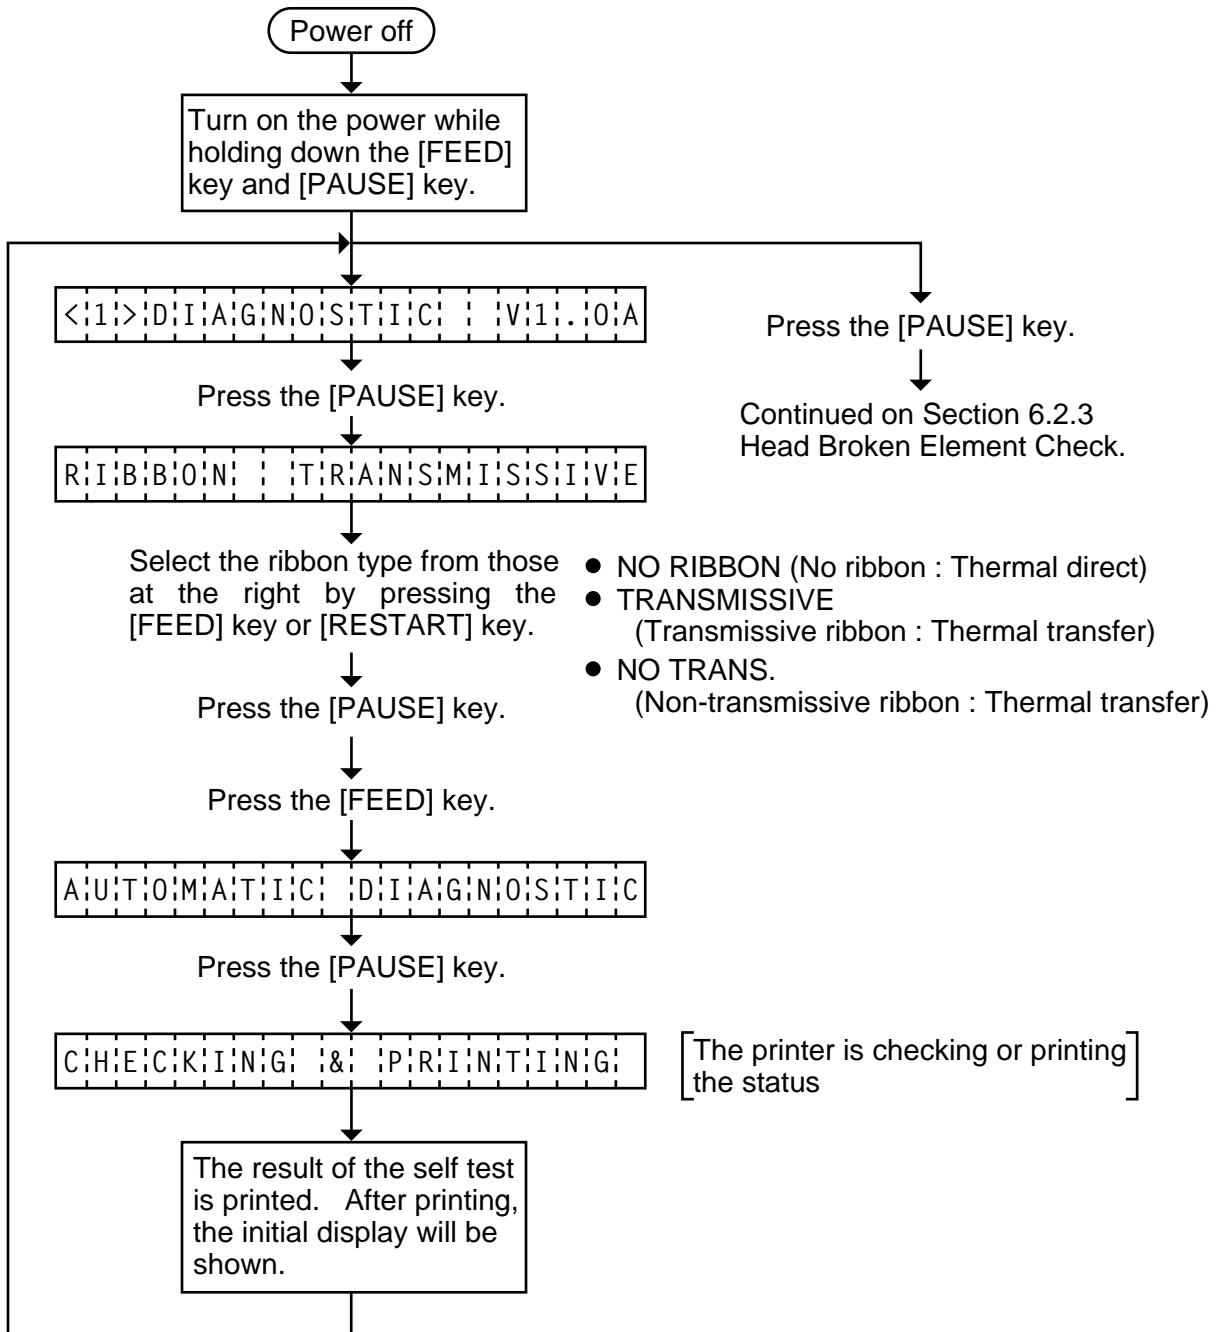 Power off
Turn on the power while
holding down the [FEED]
key and [PAUSE] key.
<1>DIAGNOSTIC  V1.0A
Press the [PAUSE] key.
Press the [PAUSE] key.
Continued on Section 6.2.3
Head Broken Element Check.
RIBBON  TRANSMISSIVE
Select the ribbon type from those
at the right by pressing the
[FEED] key or [RESTART] key.
● NO RIBBON (No ribbon : Thermal direct)
● TRANSMISSIVE
(Transmissive ribbon : Thermal transfer)
● NO TRANS.
(Non-transmissive ribbon : Thermal transfer)
Press the [PAUSE] key.
Press the [FEED] key.
AUTOMATIC DIAGNOSTIC
Press the [PAUSE] key.
CHECKING & PRINTING
[The printer is checking or printing
the status]
The result of the self test
is printed.   After printing,
the initial display will be
shown.